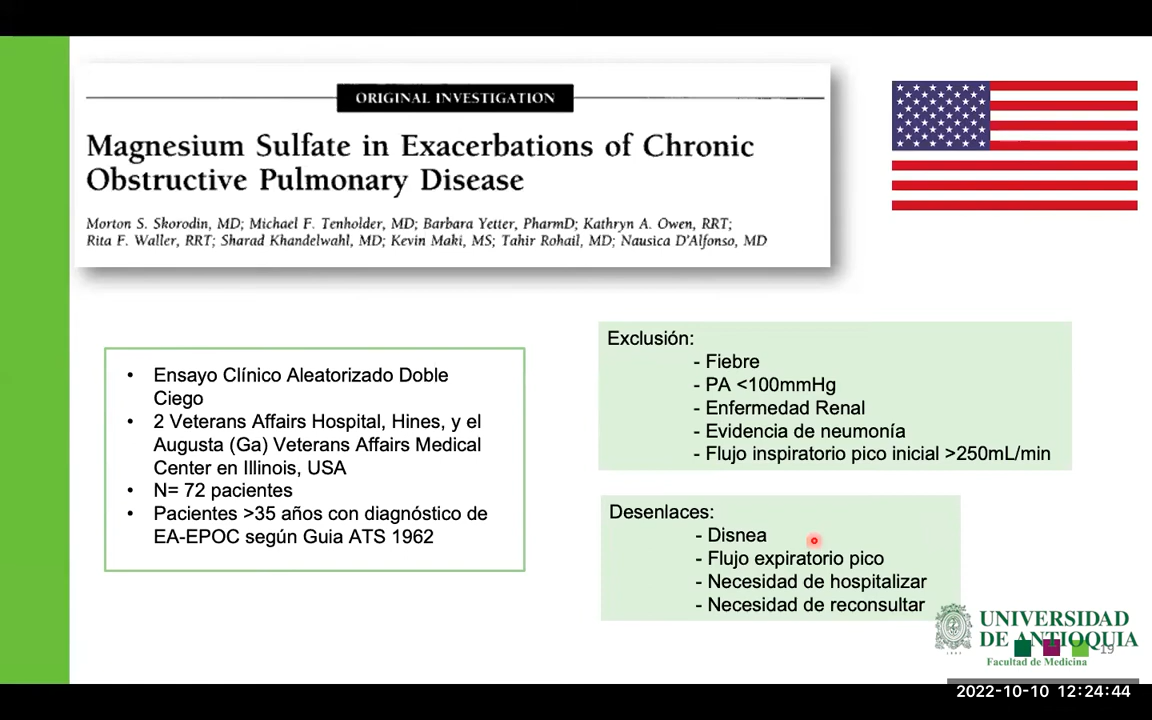 ORIGINAL INVESTIGATION
Magnesium Sulfate in Exacerbations of Chronic
Obstructive Pulmonary Disease
Morton S. Skorodin, MD; Michael F. Tenholder, MD; Barbara Yetter, PharmD; Kathryn A. Owen, RRT;
Rita F. Waller, RRT; Sharad Khandelwahl, MD; Kevin Maki, MS; Tahir Rohail, MD; Nausica D'Alfonso, MD
• Ensayo Clínico Aleatorizado Doble
Ciego
• 2 Veterans Affairs Hospital, Hines, y el
Augusta (Ga) Veterans Affairs Medical
Center en Illinois, USA
• N= 72 pacientes
• Pacientes >35 años con diagnóstico de
EA-EPOC según Guia ATS 1962
Exclusión:
- Fiebre
- PA <100mmHg
- Enfermedad Renal
- Evidencia de neumonía
- Flujo inspiratorio pico inicial >250mL/min
Desenlaces:
- Disnea
- Flujo expiratorio pico
- Necesidad de hospitalizar
- Necesidad de reconsultar
UNIVERSIDAD
DE ANTIOQUIA
19
Facultad de Medicina
2022-10-10 12:24:44